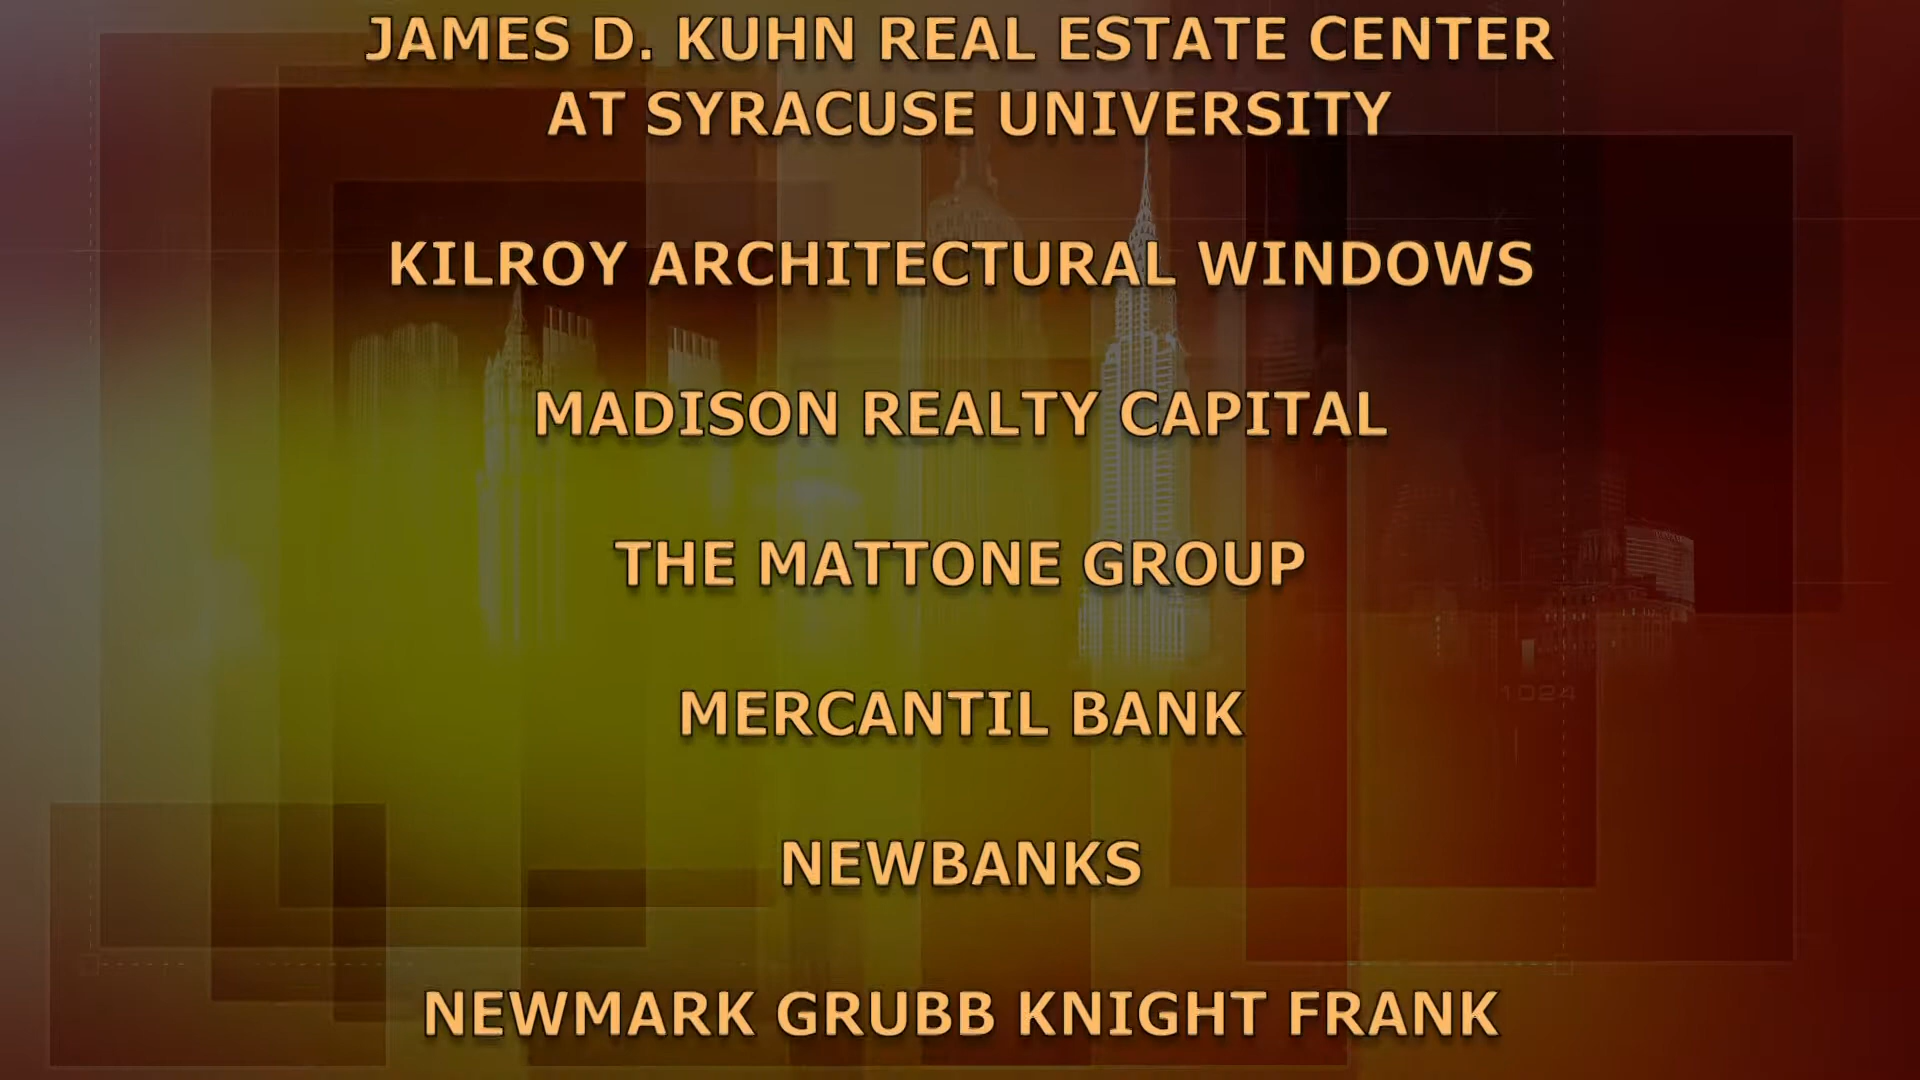 JAMES D. KUHN REAL ESTATE CENTER
AT SYRACUSE UNIVERSITY
KILROY ARCHITECTURAL WINDOWS
MADISON REALTY CAPITAL
THE MATTONE GROUP
1024
MERCANTIL BANK
NEWBANKS
NEWMARK GRUBB KNIGHT FRANK